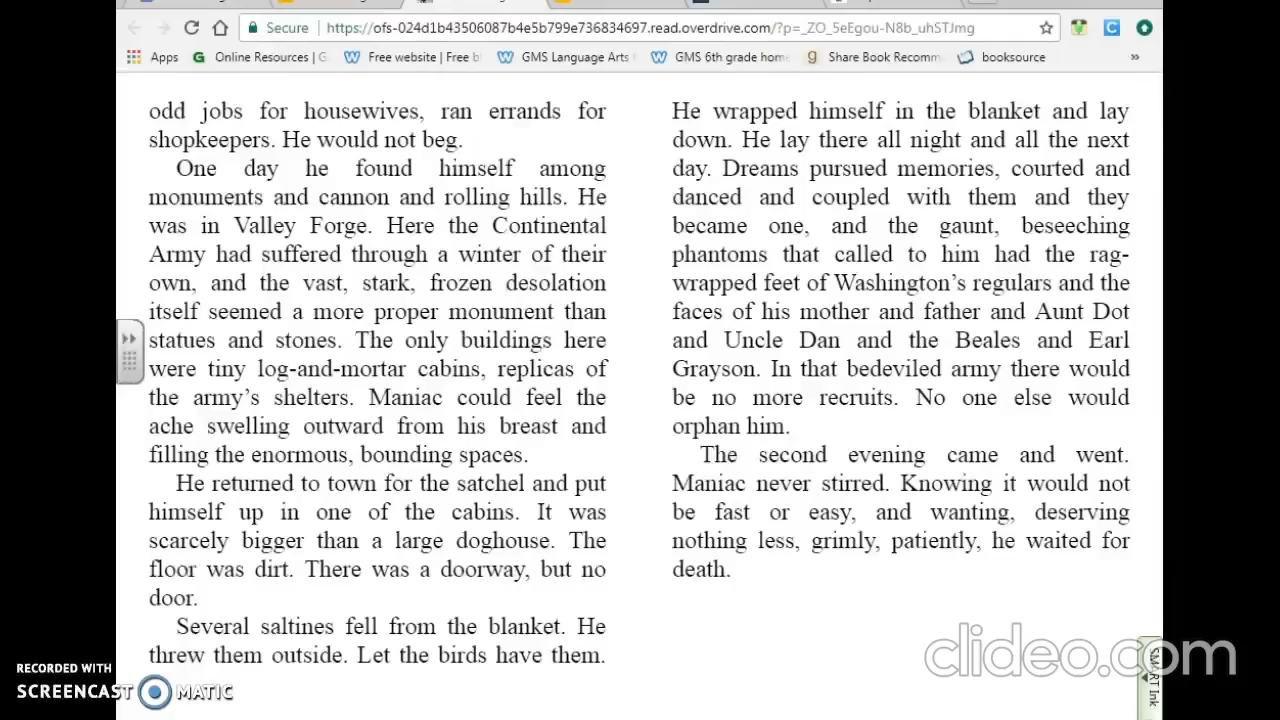 Secure
https://ofs-024d1b43506087b4e5b799e736834697.read.overdrive.com/?p=_ZO_5eEgou-N8b_uhSTJmg
Apps
Online Resources | G
Free website | Free b
GMS Language Arts
GMS 6th grade home
Share Book Recomm
booksource
»
odd jobs for housewives, ran errands for
shopkeepers. He would not beg.
One day he found himself among
monuments and cannon and rolling hills. He
was in Valley Forge. Here the Continental
Army had suffered through a winter of their
own, and the vast, stark, frozen desolation
itself seemed a more proper monument than
statues and stones. The only buildings here
were tiny log-and-mortar cabins, replicas of
the army’s shelters. Maniac could feel the
ache swelling outward from his breast and
filling the enormous, bounding spaces.
He returned to town for the satchel and put
himself up in one of the cabins. It was
scarcely bigger than a large doghouse. The
floor was dirt. There was a doorway, but no
door.
Several saltines fell from the blanket. He
threw them outside. Let the birds have them.
He wrapped himself in the blanket and lay
down. He lay there all night and all the next
day. Dreams pursued memories, courted and
danced and coupled with them and they
became one, and the gaunt, beseeching
phantoms that called to him had the rag-
wrapped feet of Washington’s regulars and the
faces of his mother and father and Aunt Dot
and Uncle Dan and the Beales and Earl
Grayson. In that bedeviled army there would
be no more recruits. No one else would
orphan him.
The second evening came and went.
Maniac never stirred. Knowing it would not
be fast or easy, and wanting, deserving
nothing less, grimly, patiently, he waited for
death.
RECORDED WITH
SCREENCAST MATIC
clideo.com
SMART Ink